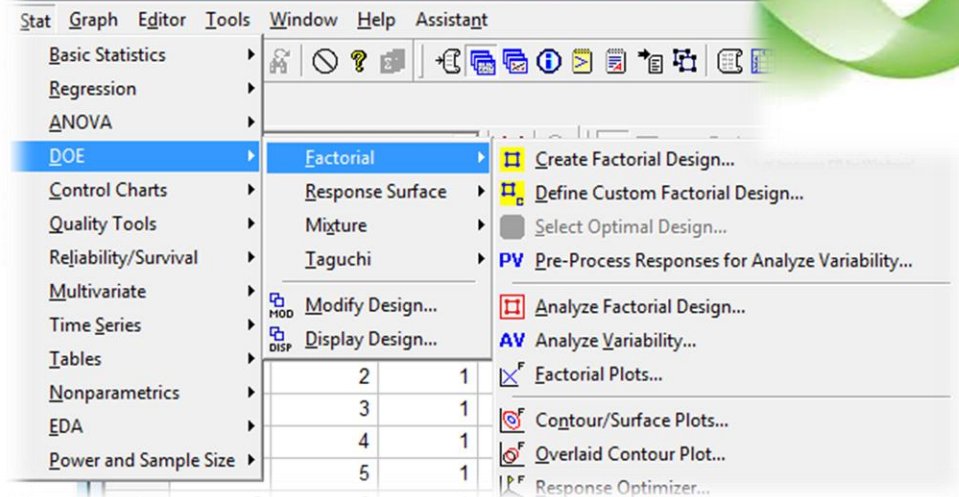 Stat Graph Editor Tools Window Help Assistant
Basic Statistics
Regression
ANOVA
DOE
Control Charts
Quality Tools
Reliability/Survival
Multivariate
Time Series
Tables
Nonparametrics
EDA
Power and Sample Size
Factorial
Response Surface
Mixture
Taguchi
MOD Modify Design...
DISP Display Design...
Create Factorial Design...
Define Custom Factorial Design...
Select Optimal Design...
PV Pre-Process Responses for Analyze Variability...
Analyze Factorial Design...
AV Analyze Variability...
Factorial Plots...
Contour/Surface Plots...
Overlaid Contour Plot...
Response Optimizer...
2 1
3 1
4 1
5 1